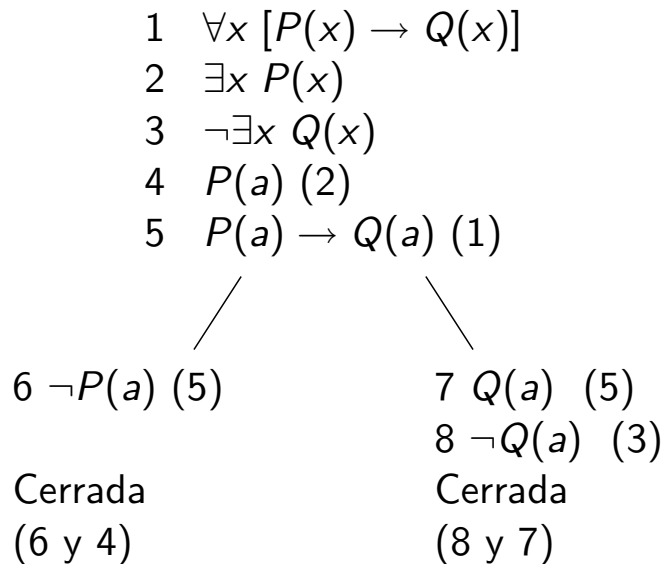 1 ∀x [P(x) → Q(x)]
2 ∃x P(x)
3 ¬∃x Q(x)
4 P(a) (2)
5 P(a) → Q(a) (1)
6 ¬P(a) (5)
7 Q(a) (5)
8 ¬Q(a) (3)
Cerrada
(6 y 4)
Cerrada
(8 y 7)